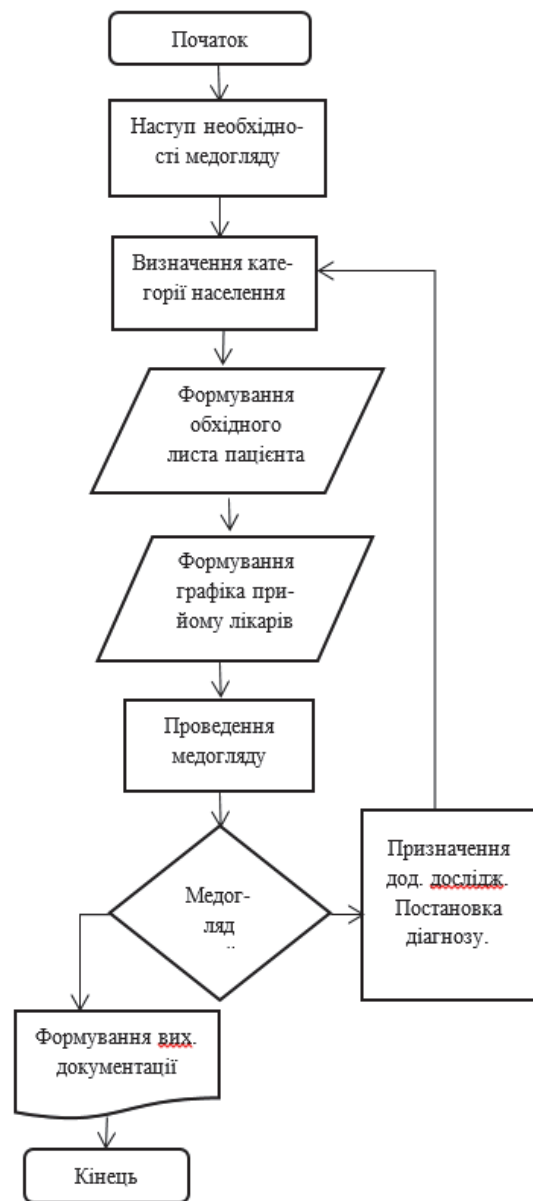 Початок
Наступ необхідно-
сті медогляду
Визначення кате-
горії населення
Формування
обхідного
листа пацієнта
Формування
графіка при-
йому лікарів
Проведення
медогляду
Медог-
ляд
Призначення
дод. дослідж.
Постановка
діагнозу.
Формування вих.
документації
Кінець